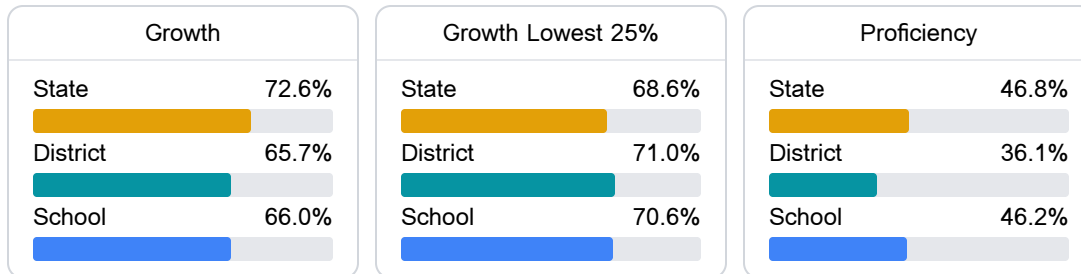 Growth
State 72.6%
District 65.7%
School 66.0%
Growth Lowest 25%
State 68.6%
District 71.0%
School 70.6%
Proficiency
State 46.8%
District 36.1%
School 46.2%